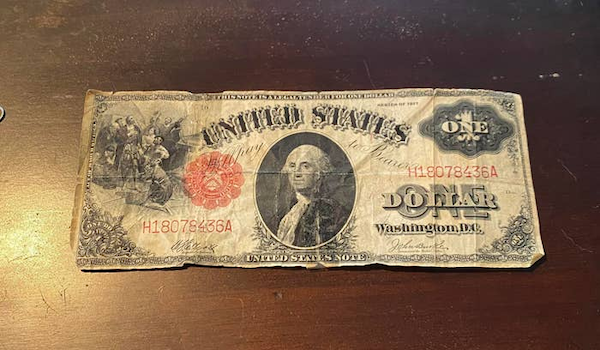 THIS NOTE IS A LEGAL TENDER FOR ONE DOLLAR
SERIES OF 1917
UNITED STATES
ONE
Will pay to Bearer
H18078436A
ONE
DOLLAR
H18078436A
Washington, D.C.
UNITED STATES NOTE